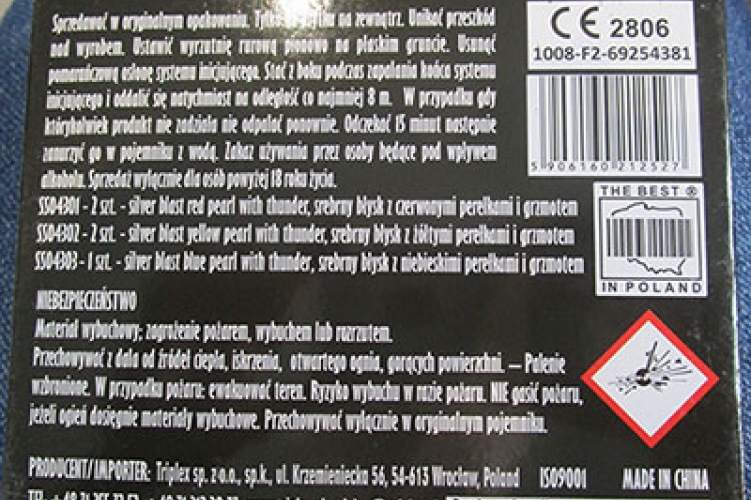 Sprzedawać w oryginalnym opakowaniu. Tylko do użytku na zewnątrz. Unikać przeszkód
nad wyrobem. Ustawić wyrzutnię rurową pionowo na płaskim gruncie. Usunąć
pomarańczową osłonę systemu inicjującego. Stać z boku podczas zapalania końca systemu
inicjującego i oddalić się natychmiast na odległość co najmniej 8 m. W przypadku gdy
którykolwiek produkt nie zadziała nie odpalać ponownie. Odczekać 15 minut następnie
zanurzyć go w pojemniku z wodą. Zakaz używania przez osoby będące pod wpływem
alkoholu. Sprzedaż wyłącznie dla osób powyżej 18 roku życia.
SS04301 - 2 szt. - silver blast red pearl with thunder, srebrny błysk z czerwonymi perełkami i grzmotem
SS04302 - 2 szt. - silver blast yellow pearl with thunder, srebrny błysk z żółtymi perełkami i grzmotem
SS04303 - 1 szt. - silver blast blue pearl with thunder, srebrny błysk z niebieskimi perełkami i grzmotem
NIEBEZPIECZEŃSTWO
Materiał wybuchowy; zagrożenie pożarem, wybuchem lub rozrzutem.
Przechowywać z dala od źródeł ciepła, iskrzenia, otwartego ognia, gorących powierzchni. – Palenie
wzbronione. W przypadku pożaru: ewakuować teren. Ryzyko wybuchu w razie pożaru. NIE gasić pożaru,
jeżeli ogień dosięgnie materiały wybuchowe. Przechowywać wyłącznie w oryginalnym pojemniku.
PRODUCENT/IMPORTER: Triplex sp. z o.o., sp.k., ul. Krzemieniecka 56, 54-613 Wrocław, Poland ISO9001 MADE IN CHINA
CE 2806
1008-F2-69254381
5 906160 212527
THE BEST ®
IN POLAND